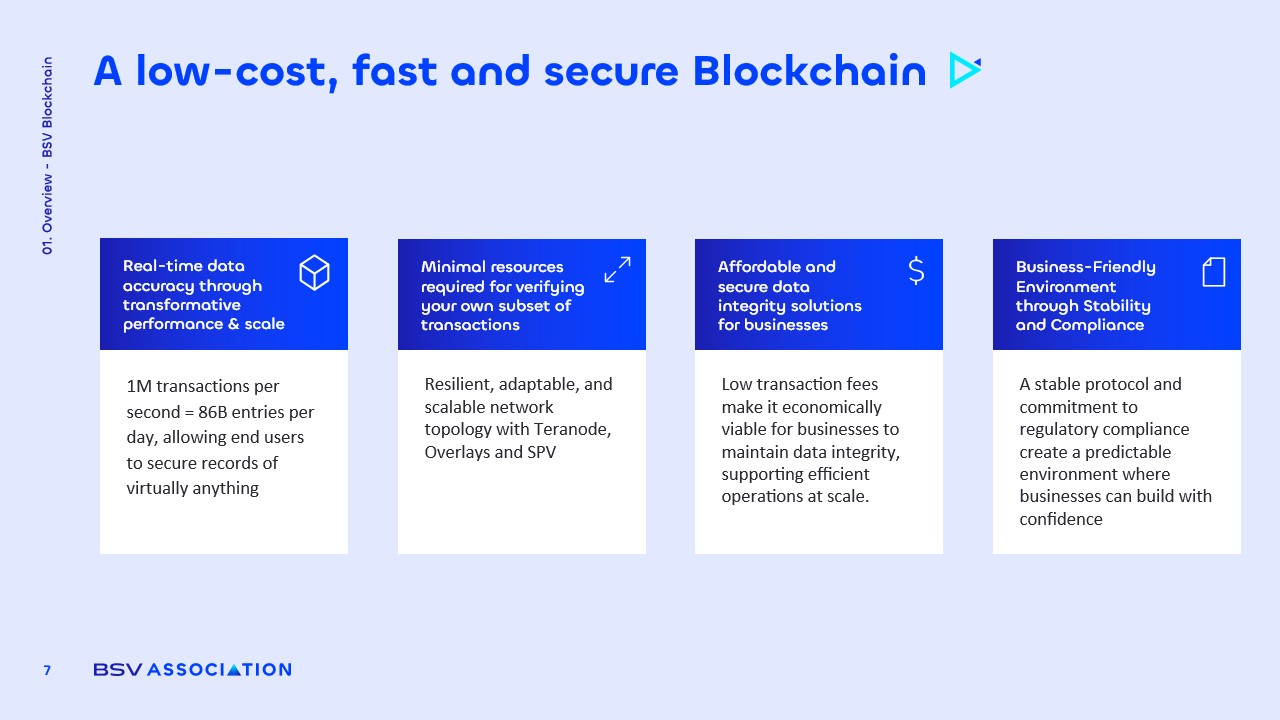 A low-cost, fast and secure Blockchain
01. Overview - BSV Blockchain
Real-time data
accuracy through
transformative
performance & scale
1M transactions per
second = 86B entries per
day, allowing end users
to secure records of
virtually anything
Minimal resources
required for verifying
your own subset of
transactions
Resilient, adaptable, and
scalable network
topology with Teranode,
Overlays and SPV
Affordable and
secure data
integrity solutions
for businesses
$
Low transaction fees
make it economically
viable for businesses to
maintain data integrity,
supporting efficient
operations at scale.
Business-Friendly
Environment
through Stability
and Compliance
A stable protocol and
commitment to
regulatory compliance
create a predictable
environment where
businesses can build with
confidence
7
BSV ASSOCIATION